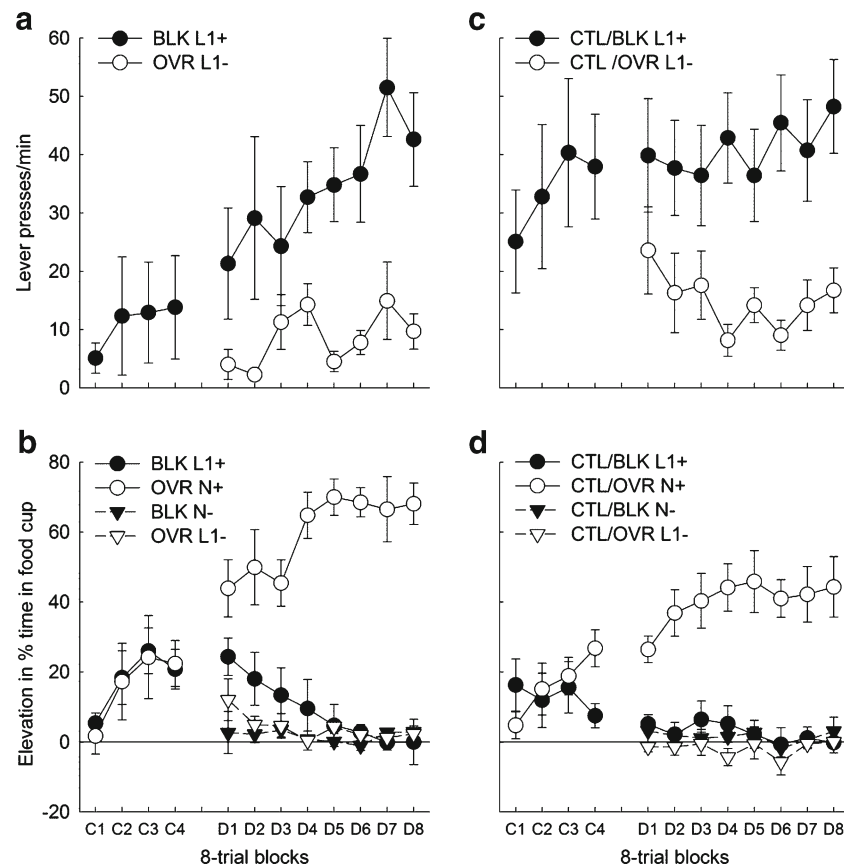 a
BLK L1+
OVR L1-
Lever presses/min
60
50
40
30
20
10
0
c
CTL/BLK L1+
CTL /OVR L1-
b
BLK L1+
OVR N+
BLK N-
OVR L1-
Elevation in % time in food cup
80
60
40
20
0
-20
C1 C2 C3 C4 D1 D2 D3 D4 D5 D6 D7 D8
8-trial blocks
d
CTL/BLK L1+
CTL/OVR N+
CTL/BLK N-
CTL/OVR L1-
C1 C2 C3 C4 D1 D2 D3 D4 D5 D6 D7 D8
8-trial blocks